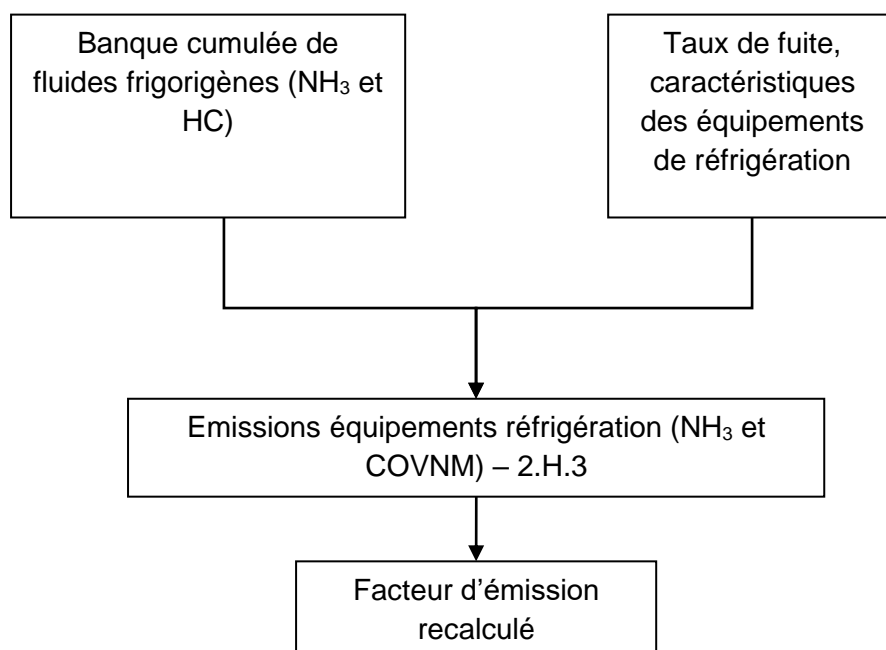 Banque cumulée de
fluides frigorigènes (NH₃ et
HC)
Taux de fuite,
caractéristiques
des équipements
de réfrigération
Emissions équipements réfrigération (NH₃ et
COVNM) – 2.H.3
Facteur d’émission
recalculé